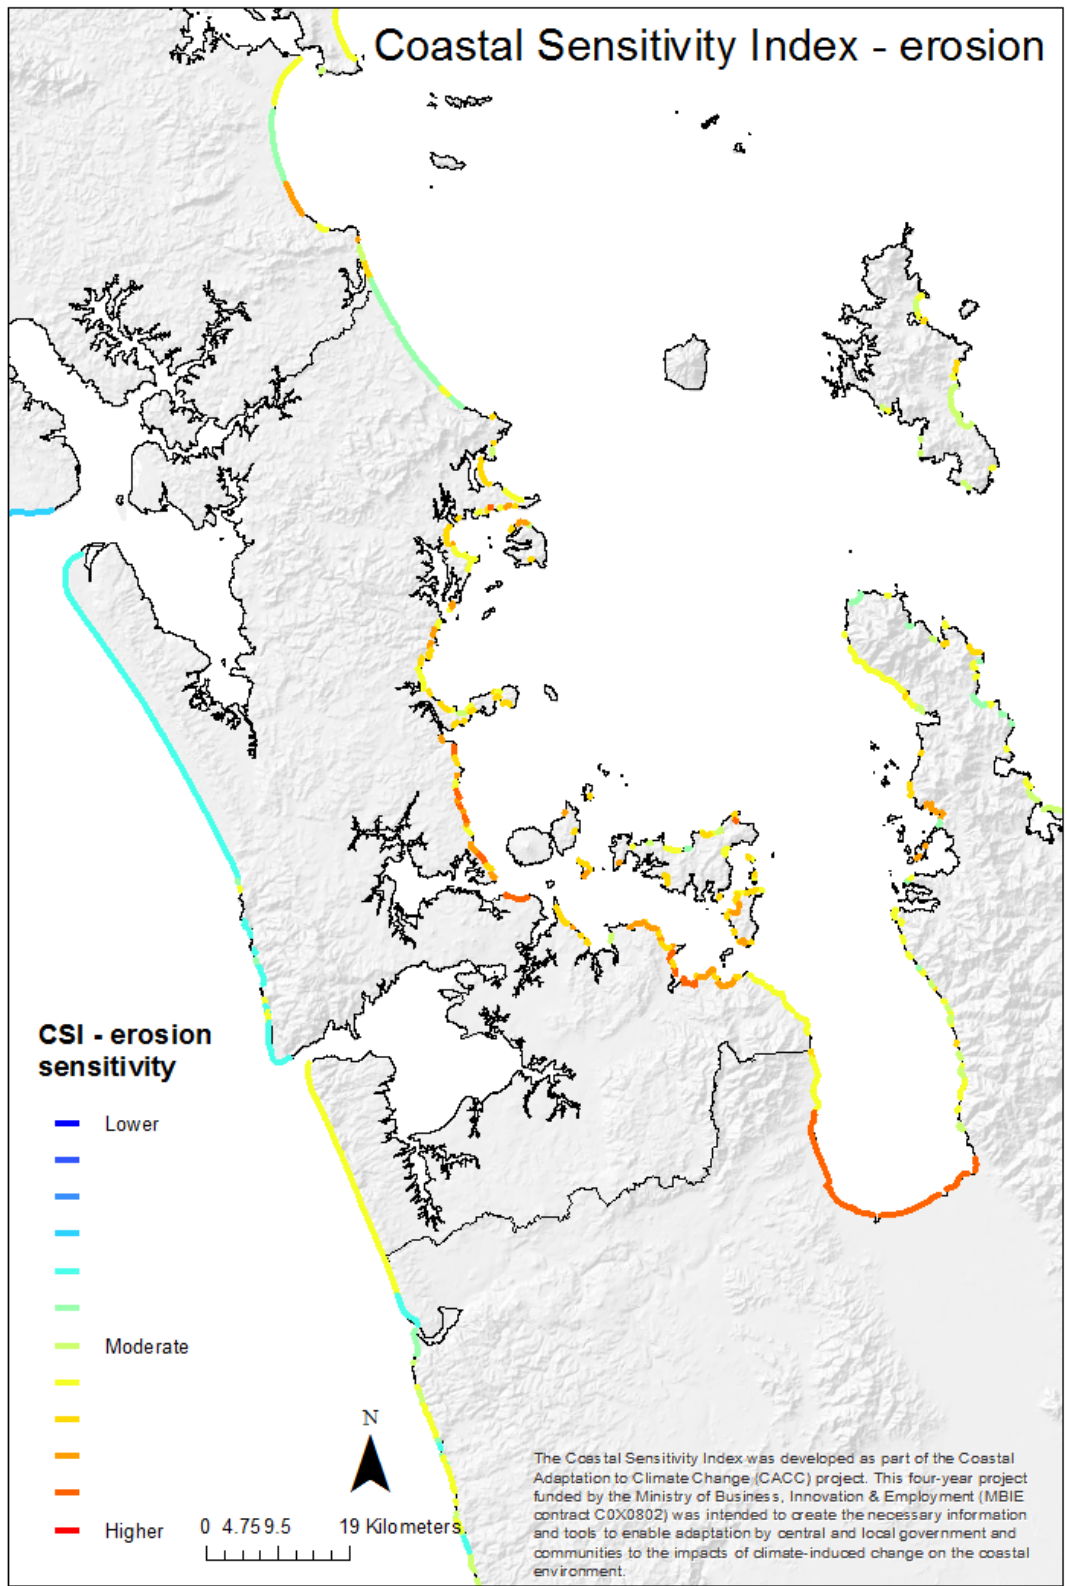 Coastal Sensitivity Index - erosion
CSI - erosion
sensitivity
Lower
Moderate
Higher
N
0 4.759.5 19 Kilometers
The Coastal Sensitivity Index was developed as part of the Coastal
Adaptation to Climate Change (CACC) project. This four-year project
funded by the Ministry of Business, Innovation & Employment (MBIE
contract C0X0802) was intended to create the necessary information
and tools to enable adaptation by central and local government and
communities to the impacts of climate-induced change on the coastal
environment.